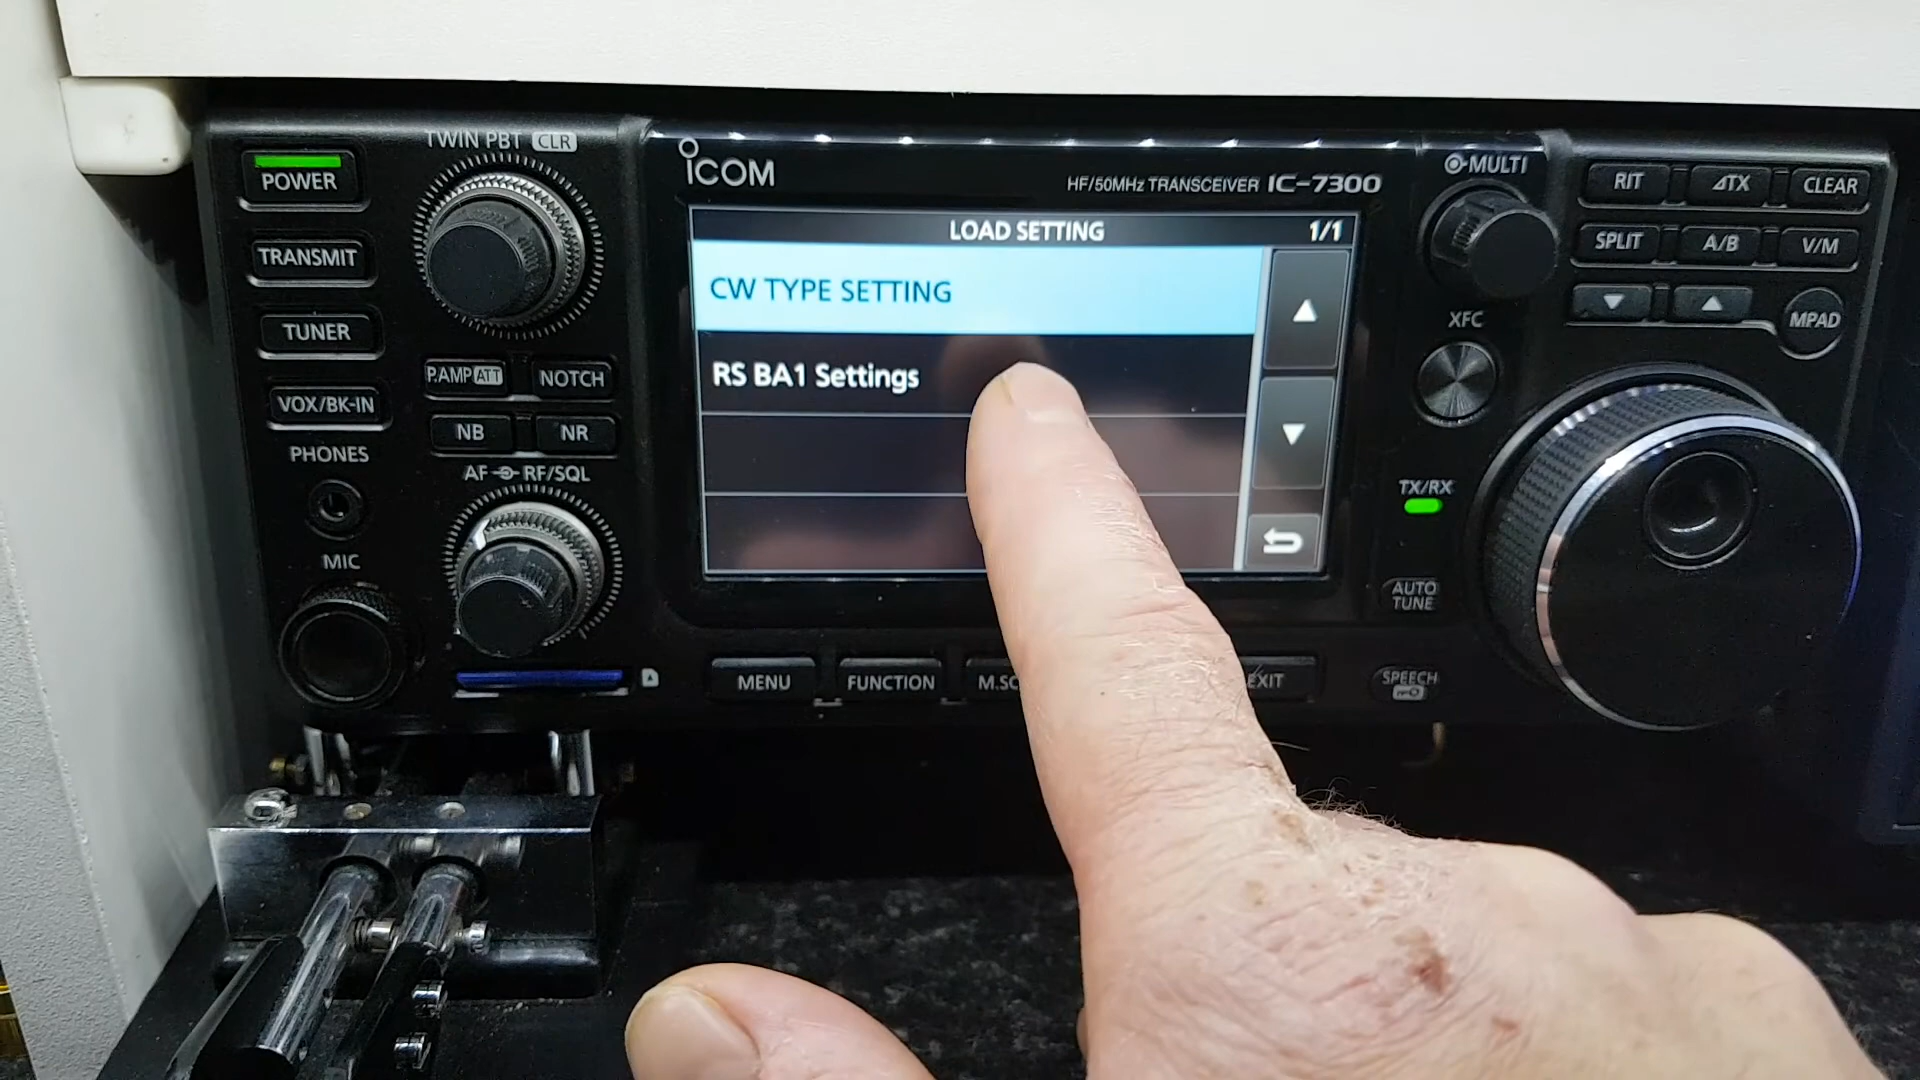 TWIN PBT CLR
POWER
TRANSMIT
TUNER
VOX/BK-IN
PHONES
MIC
P.AMP ATT
NOTCH
NB
NR
AF RF/SQL
ICOM
HF/50MHz TRANSCEIVER IC-7300
LOAD SETTING 1/1
CW TYPE SETTING
RS BA1 Settings
MENU
FUNCTION
EXIT
MULTI
XFC
TX/RX
AUTO
TUNE
SPEECH
RIT
ΔTX
CLEAR
SPLIT
A/B
V/M
MPAD